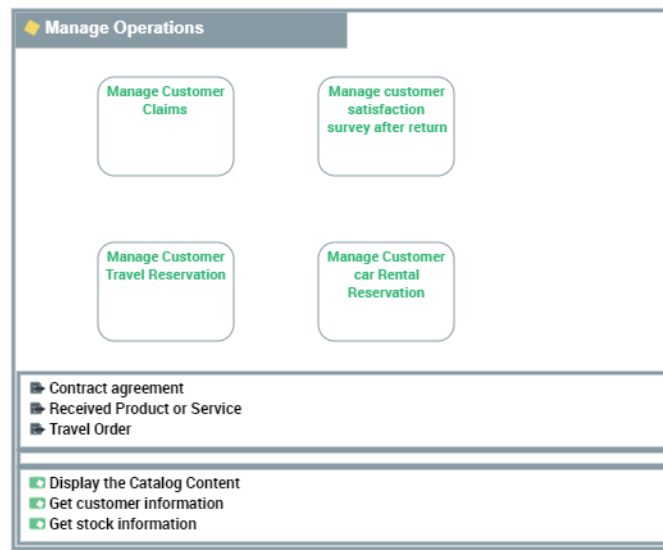 Manage Operations
Manage Customer
Claims
Manage customer
satisfaction
survey after return
Manage Customer
Travel Reservation
Manage Customer
car Rental
Reservation
Contract agreement
Received Product or Service
Travel Order
Display the Catalog Content
Get customer information
Get stock information